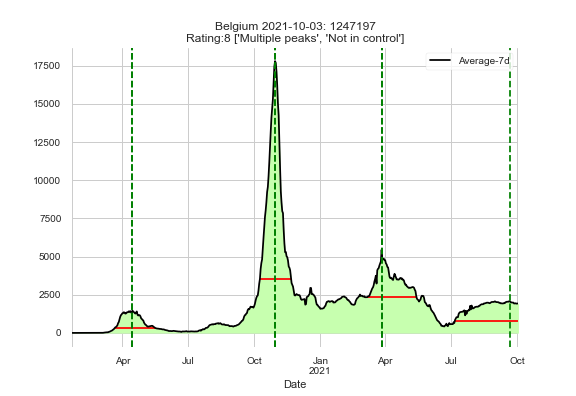 Belgium 2021-10-03: 1247197
Rating:8 ['Multiple peaks', 'Not in control']
Average-7d
17500
15000
12500
10000
7500
5000
2500
0
Apr
Jul
Oct
Jan
2021
Apr
Jul
Oct
Date